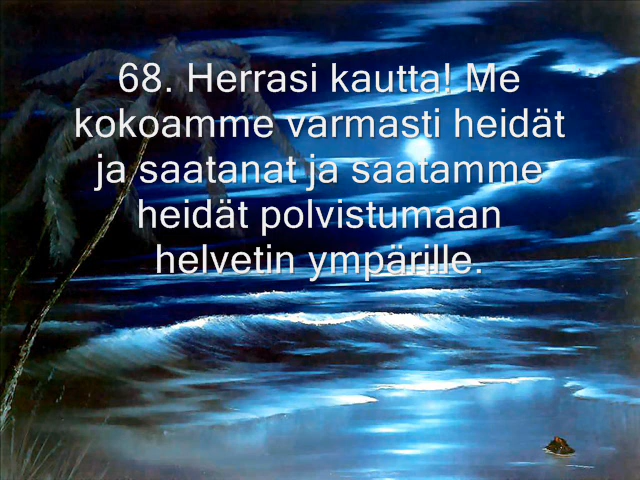 68. Herrasi kautta! Me
kokoamme varmasti heidät
ja saatanat ja saatamme
heidät polvistumaan
helvetin ympärille.